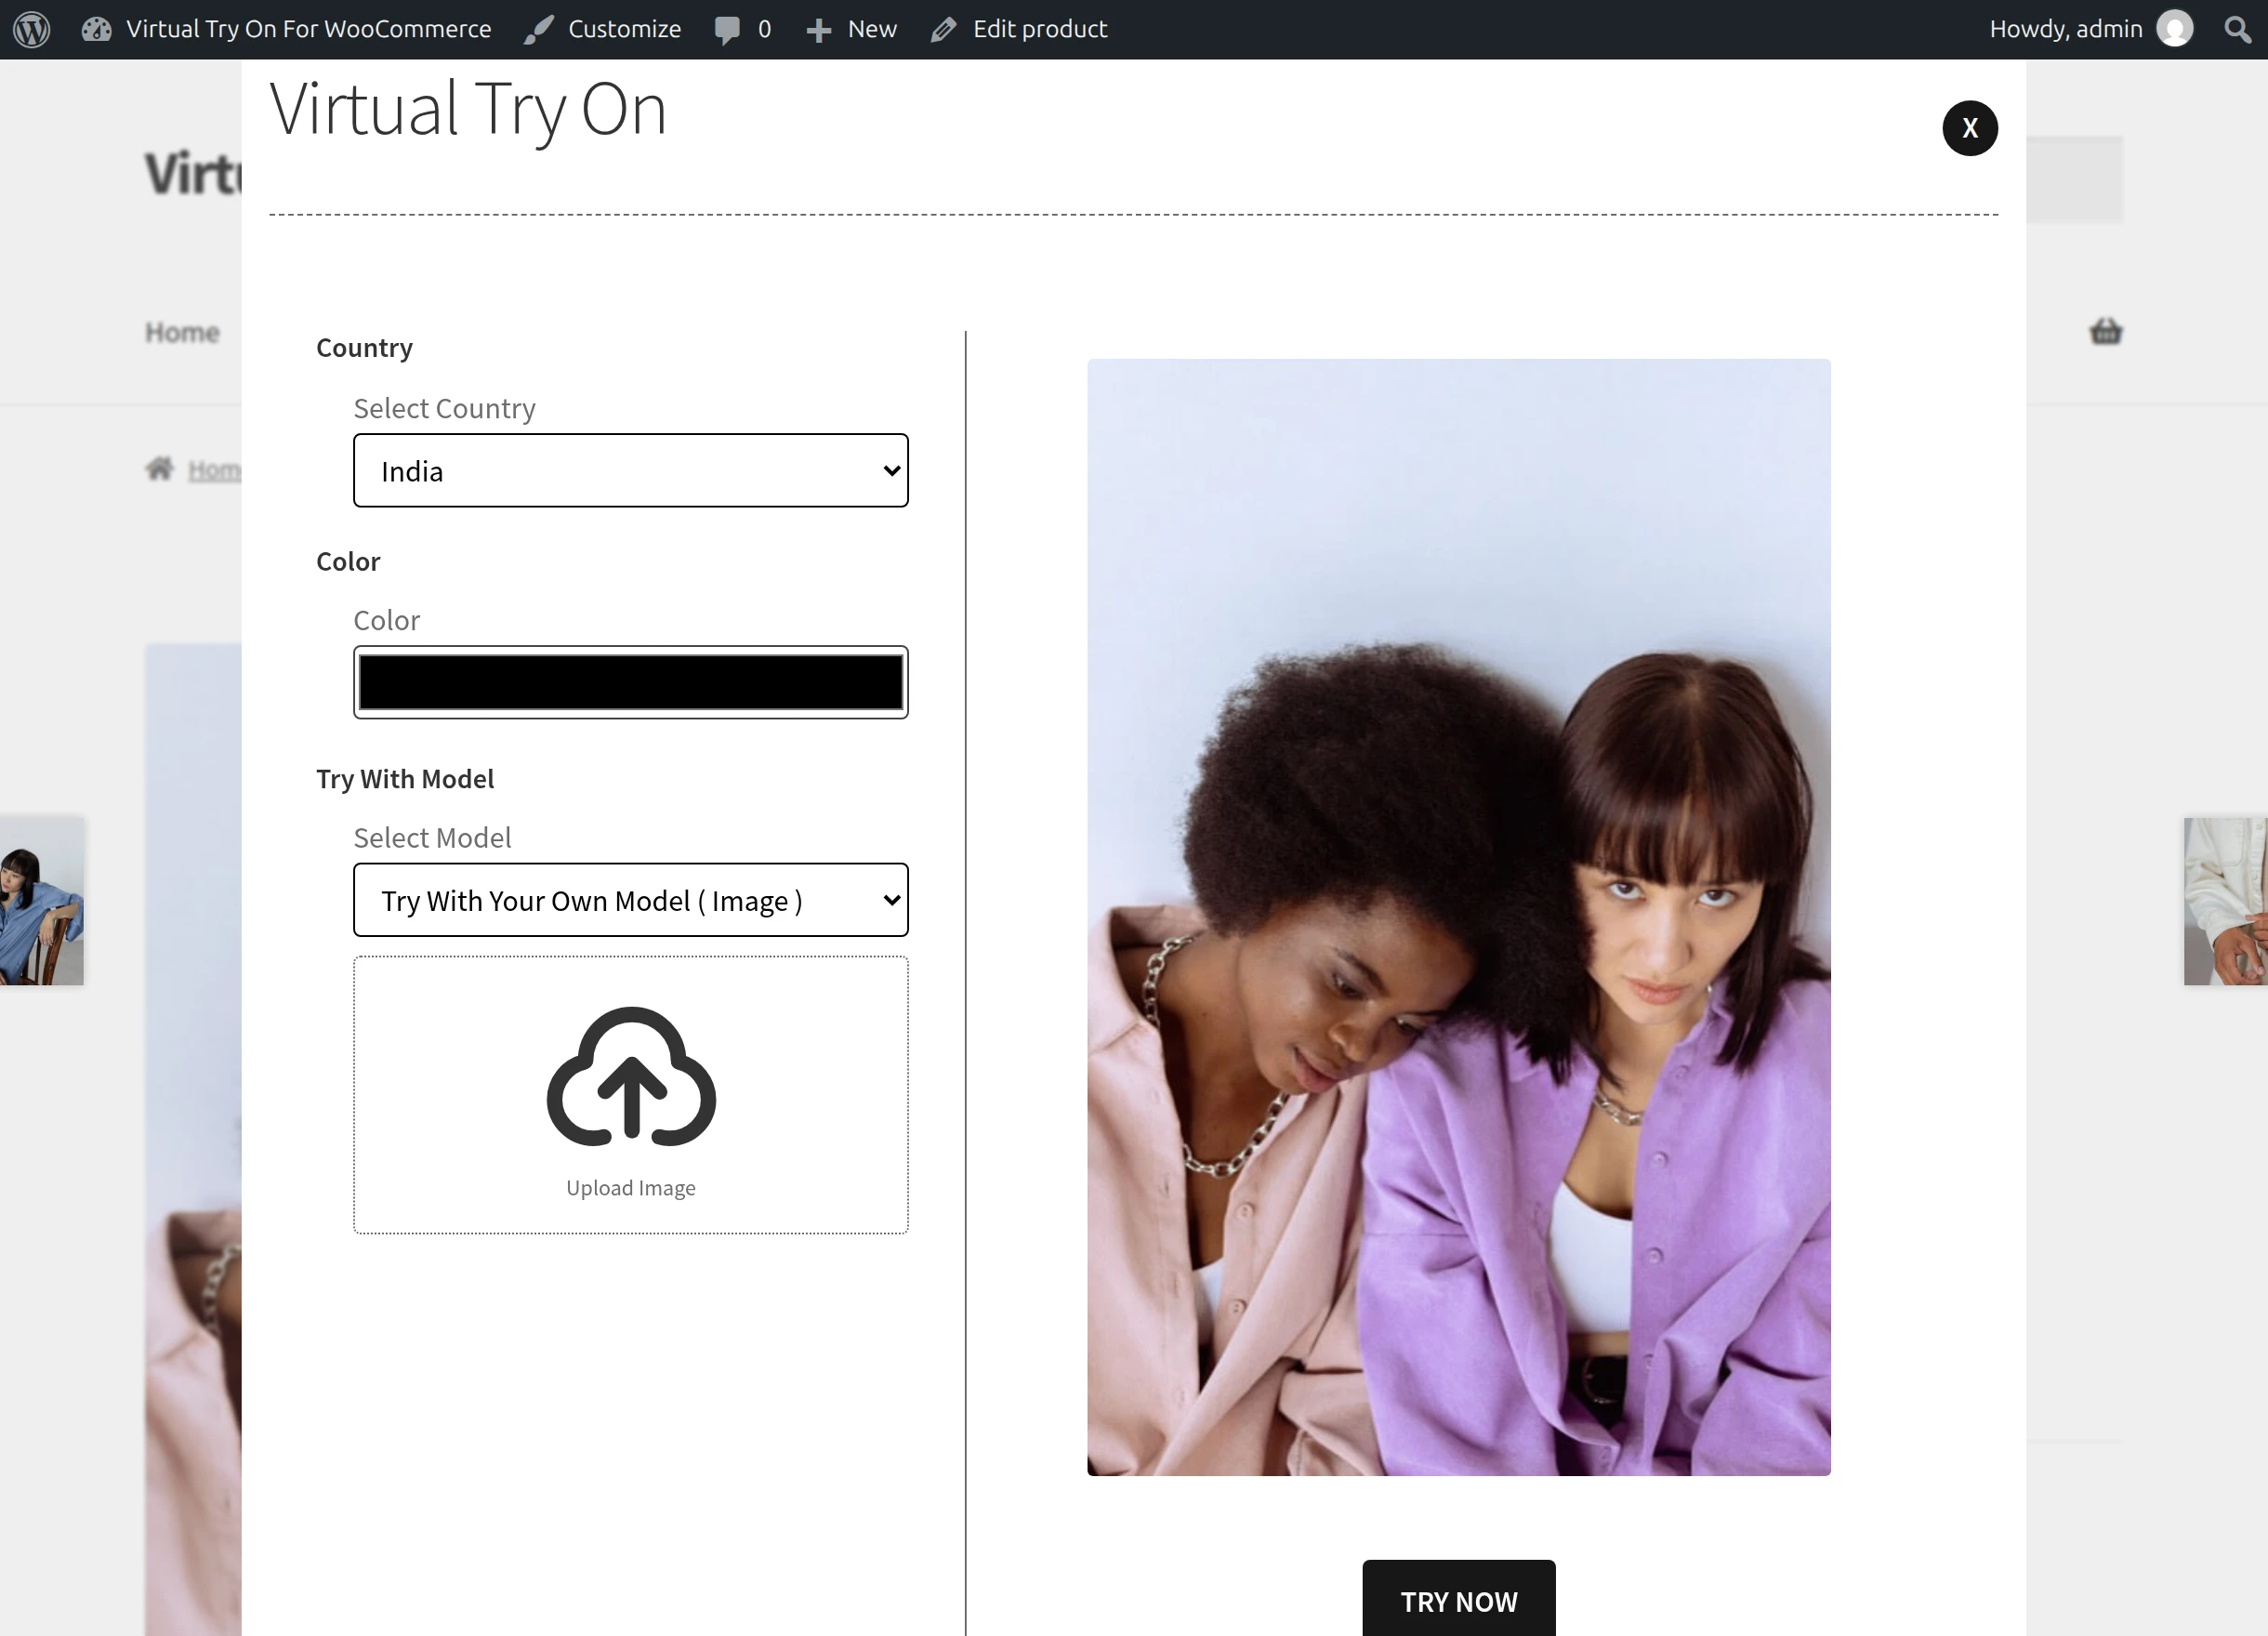 Virtual Try On For WooCommerce Customize 0 New Edit product Howdy, admin
Virtual Try On
X
Home
Country
Select Country
India
Color
Color
Try With Model
Select Model
Try With Your Own Model ( Image )
Upload Image
TRY NOW